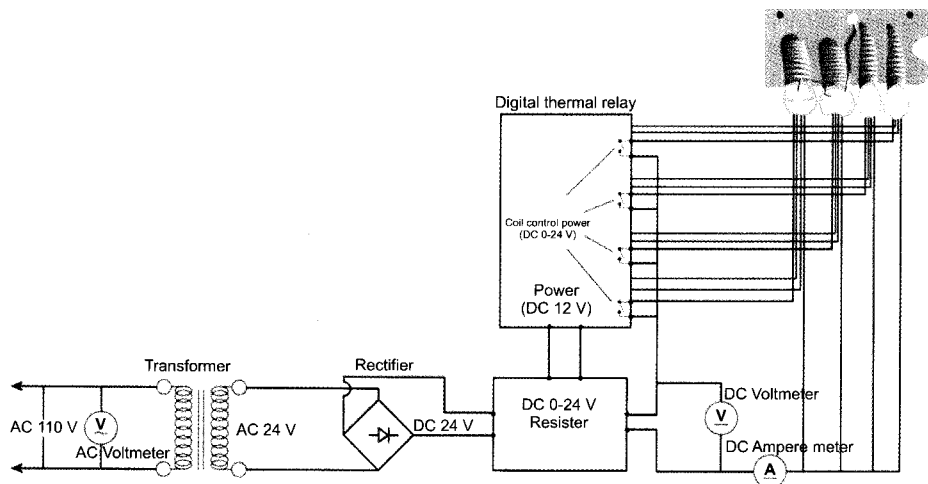 Digital thermal relay
Coil control power
(DC 0-24 V)
Power
(DC 12 V)
Transformer
Rectifier
AC 110 V
V
AC Voltmeter
AC 24 V
DC 24 V
DC 0-24 V
Resister
DC Voltmeter
V
DC Ampere meter
A